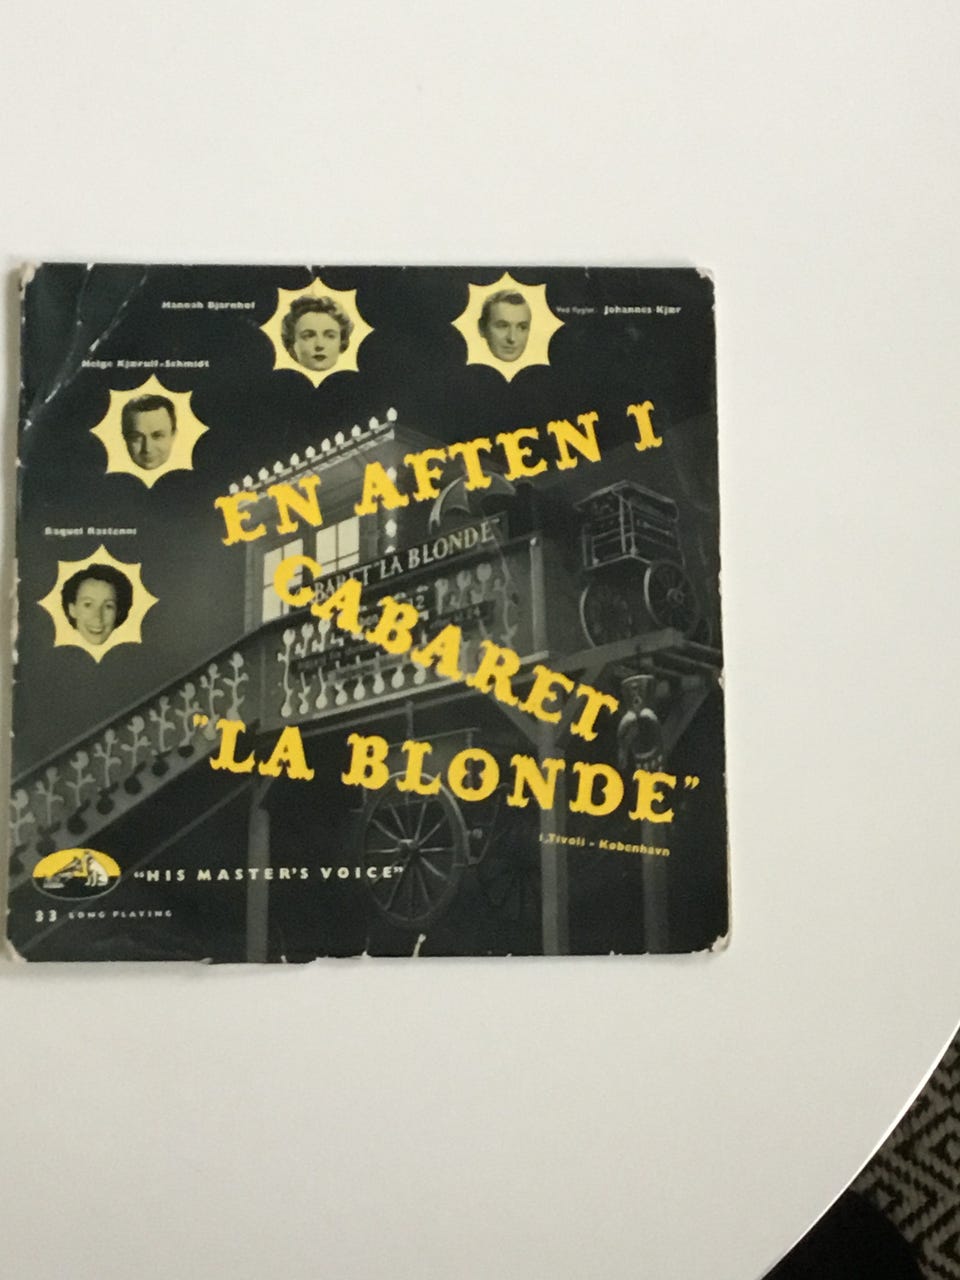 Hannah Bjarnhof
Ved flyglet: Johannes Kjær
Helge Kjærulf-Schmidt
Raquel Rastenni
EN AFTEN I
CABARET
"LA BLONDE"
CABARET "LA BLONDE"
i Tivoli - København
"HIS MASTER'S VOICE"
33 LONG PLAYING